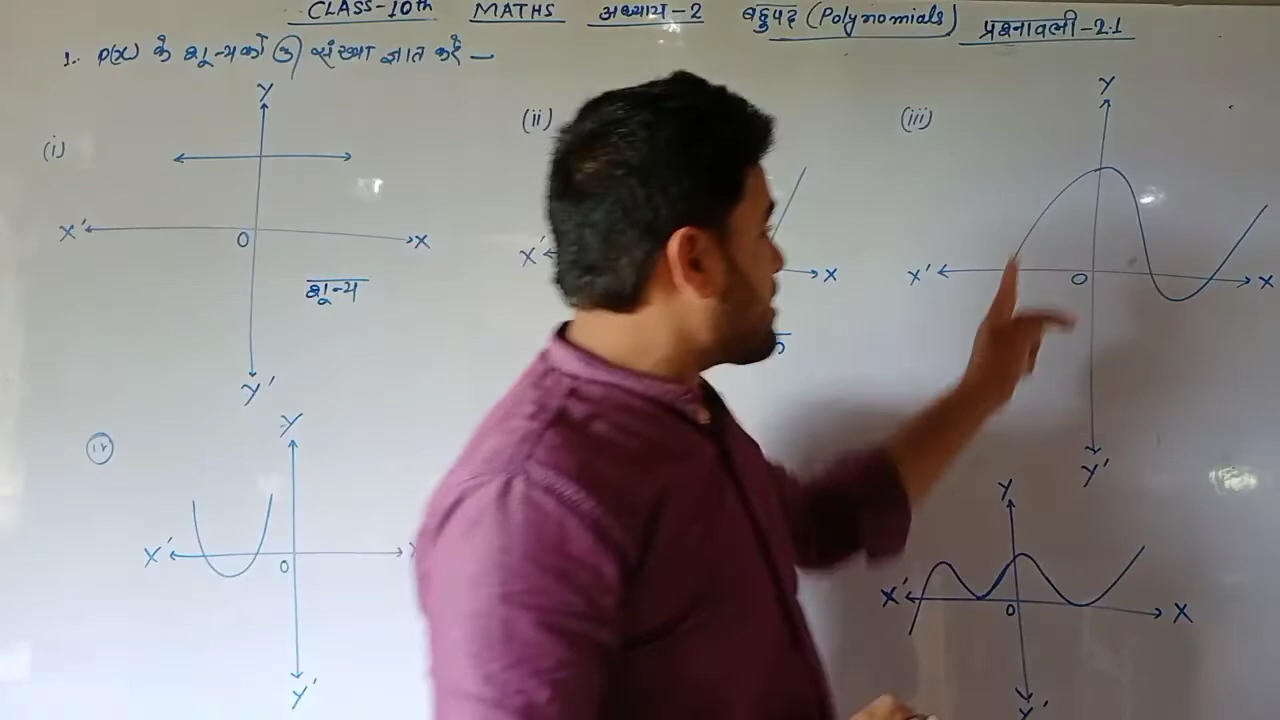 CLASS-10th MATHS अध्याय-2 बहुपद (Polynomials) प्रश्नावली-2.1
1. P(x) के शून्यकों की संख्या ज्ञात करें —
(i)
Y
X'
O
X
शून्य
Y'
(ii)
X'
X
(iii)
Y
X'
O
X
Y'
iv
Y
X'
O
Y'
Y
X'
O
X
Y'